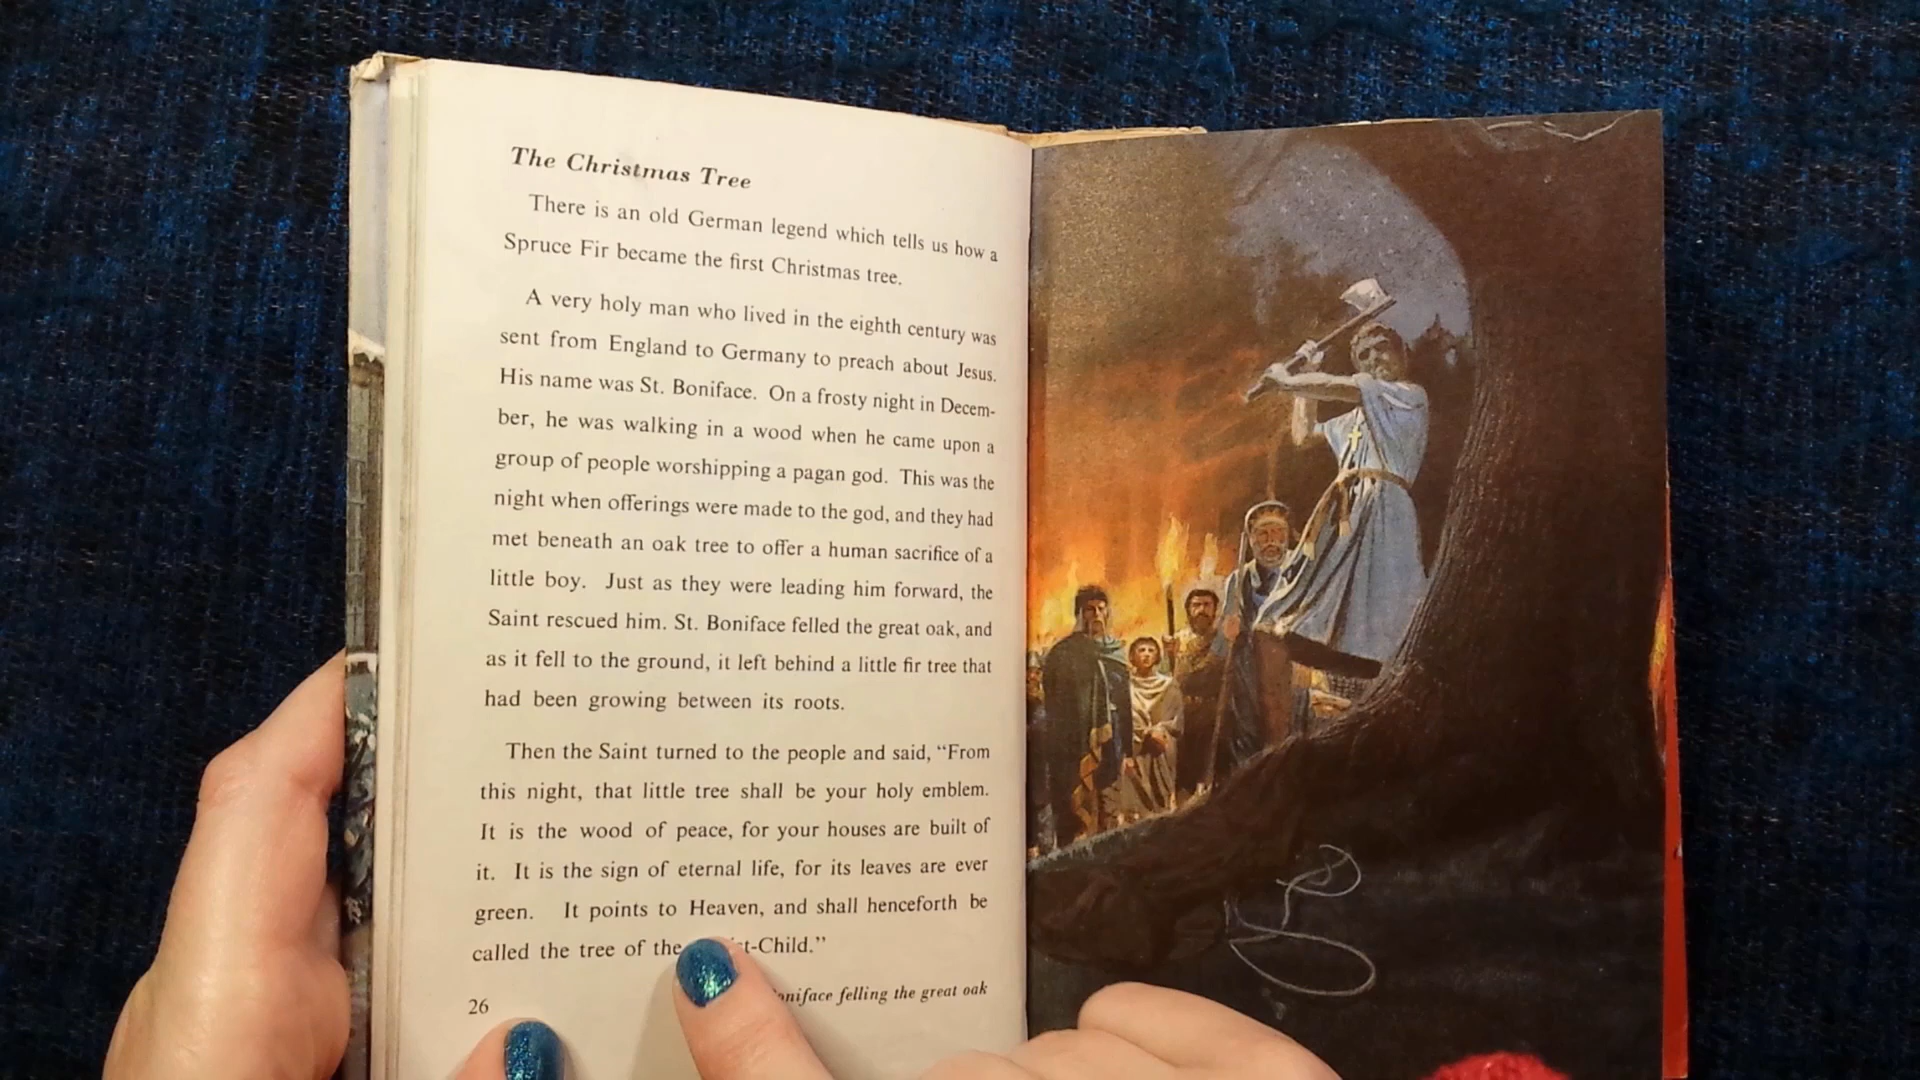 The Christmas Tree
There is an old German legend which tells us how a
Spruce Fir became the first Christmas tree.
A very holy man who lived in the eighth century was
sent from England to Germany to preach about Jesus.
His name was St. Boniface. On a frosty night in Decem-
ber, he was walking in a wood when he came upon a
group of people worshipping a pagan god. This was the
night when offerings were made to the god, and they had
met beneath an oak tree to offer a human sacrifice of a
little boy. Just as they were leading him forward, the
Saint rescued him. St. Boniface felled the great oak, and
as it fell to the ground, it left behind a little fir tree that
had been growing between its roots.
Then the Saint turned to the people and said, “From
this night, that little tree shall be your holy emblem.
It is the wood of peace, for your houses are built of
it. It is the sign of eternal life, for its leaves are ever
green. It points to Heaven, and shall henceforth be
called the tree of the t-Child.”
oniface felling the great oak
26